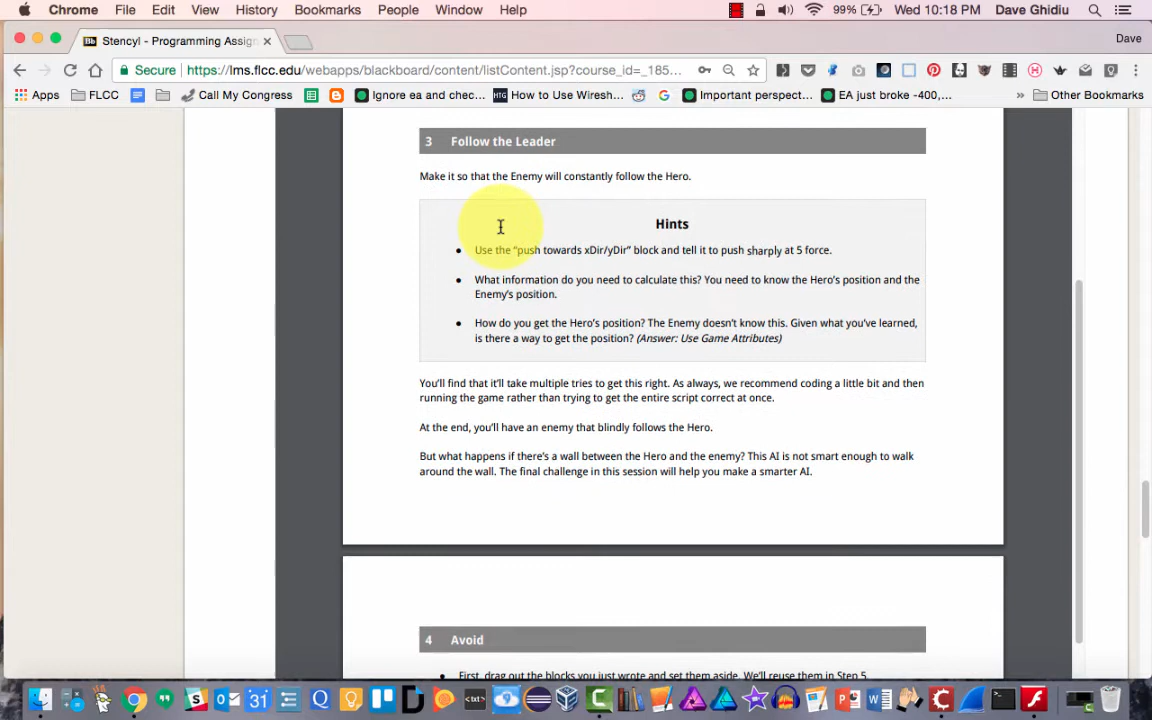 Chrome File Edit View History Bookmarks People Window Help 99% Wed 10:18 PM Dave Ghidiu
Bb Stencyl - Programming Assign Dave
Secure https://lms.flcc.edu/webapps/blackboard/content/listContent.jsp?course_id=_185...
Apps FLCC Call My Congress Ignore ea and chec... HTG How to Use Wiresh... Important perspect... EA just broke -400,... » Other Bookmarks
3 Follow the Leader
Make it so that the Enemy will constantly follow the Hero.
Hints
● Use the “push towards xDir/yDir” block and tell it to push sharply at 5 force.
● What information do you need to calculate this? You need to know the Hero’s position and the
Enemy’s position.
● How do you get the Hero’s position? The Enemy doesn’t know this. Given what you’ve learned,
is there a way to get the position? (Answer: Use Game Attributes)
You’ll find that it’ll take multiple tries to get this right. As always, we recommend coding a little bit and then
running the game rather than trying to get the entire script correct at once.
At the end, you’ll have an enemy that blindly follows the Hero.
But what happens if there’s a wall between the Hero and the enemy? This AI is not smart enough to walk
around the wall. The final challenge in this session will help you make a smarter AI.
4 Avoid
● First, drag out the blocks you just wrote and set them aside. We’ll reuse them in Step 5.
31 <txt>